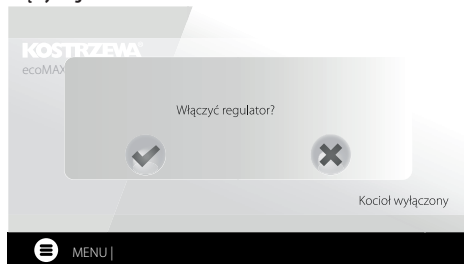 KOSTRZEWA
ecoMAX
Włączyć regulator?
Kocioł wyłączony
MENU |